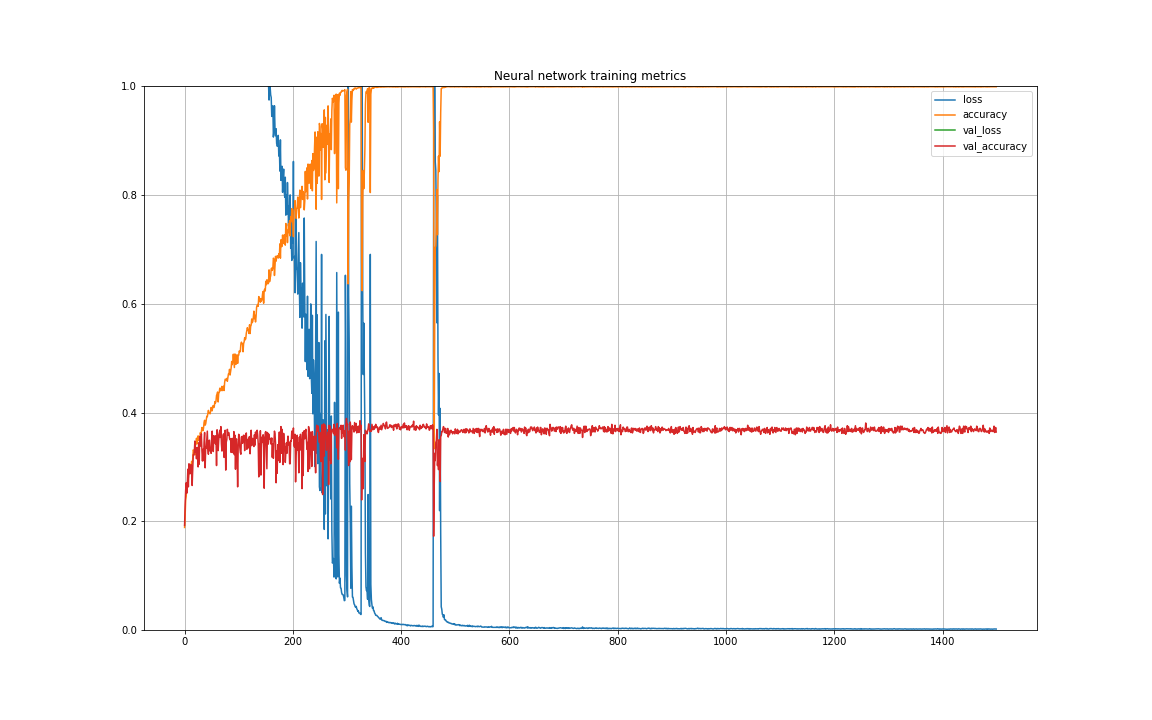 Neural network training metrics
1.0
0.8
0.6
0.4
0.2
0.0
0 200 400 600 800 1000 1200 1400
loss
accuracy
val_loss
val_accuracy